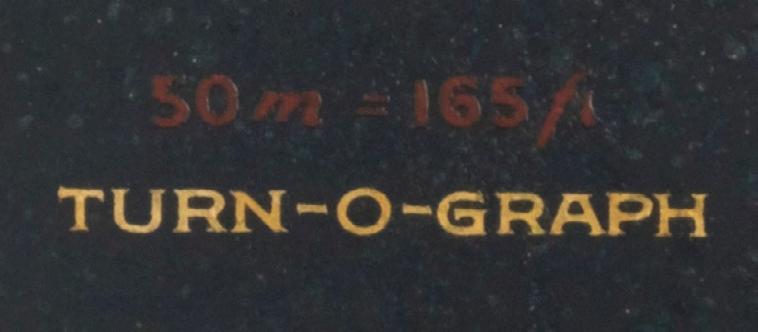 50m = 165ft
TURN-O-GRAPH